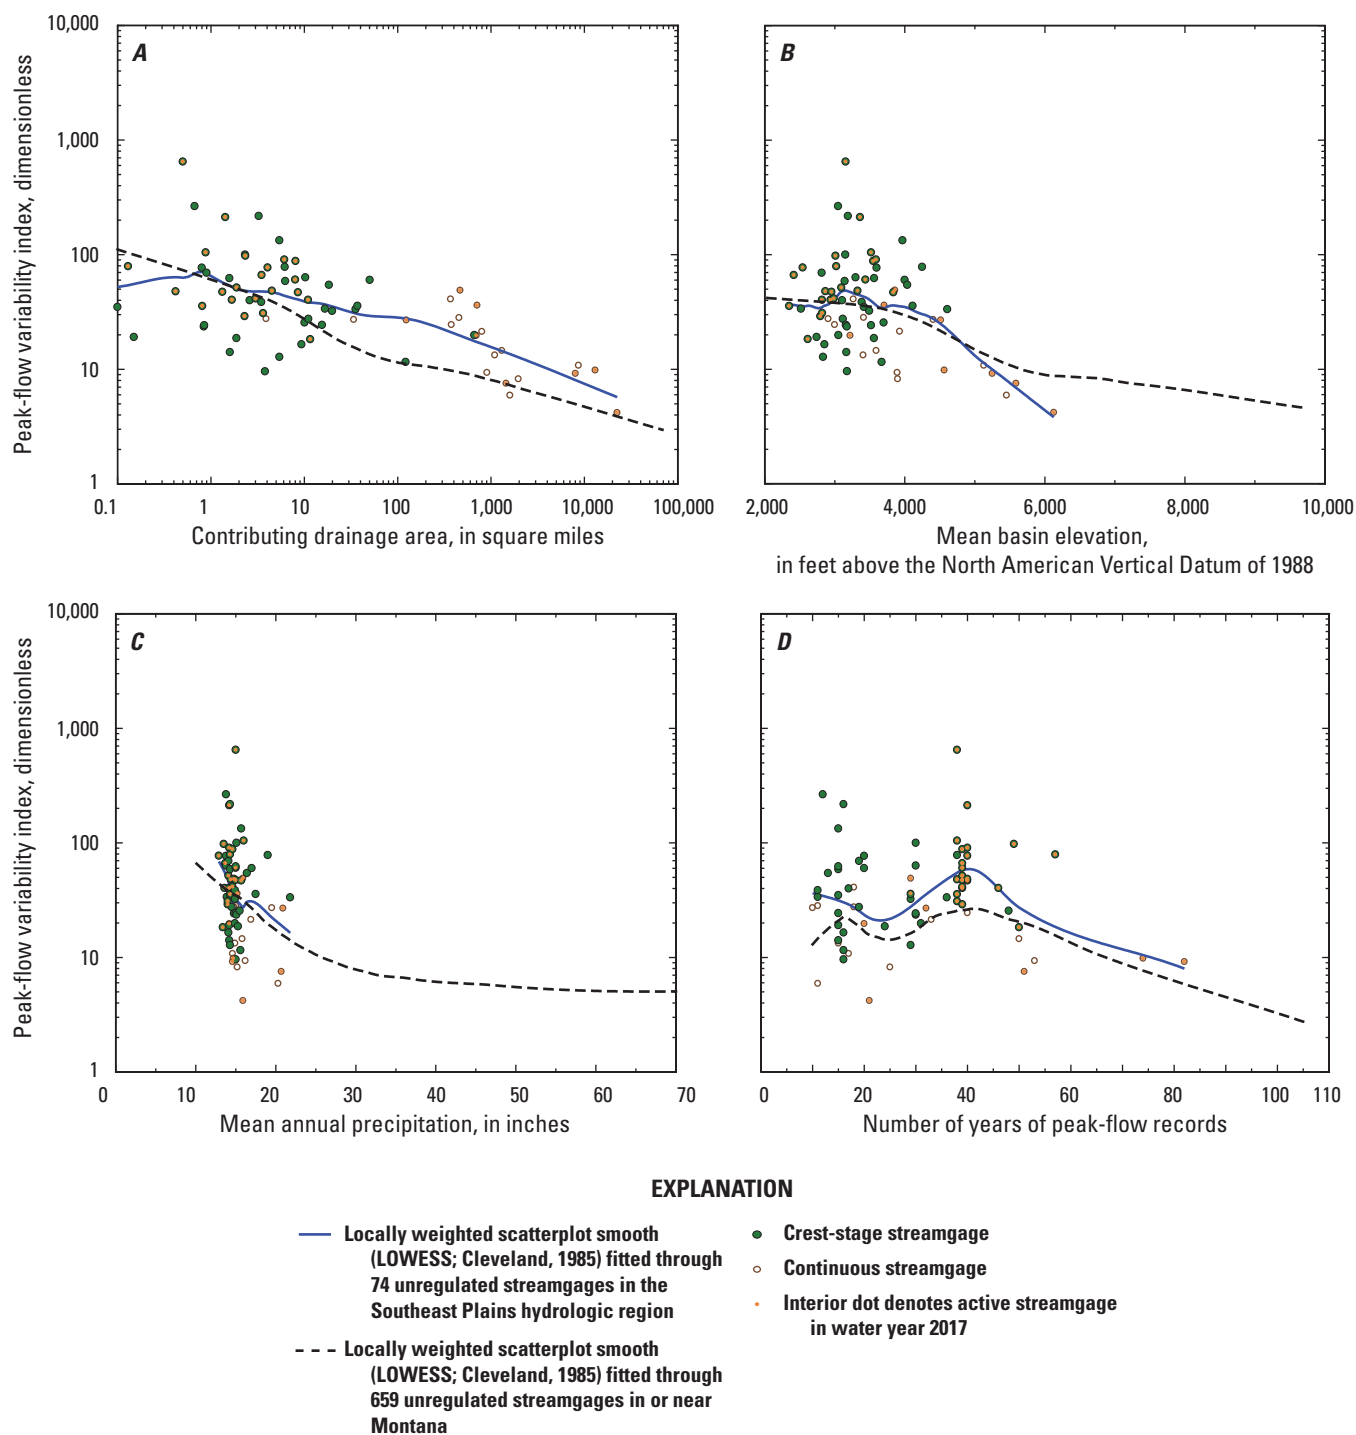 10,000
1,000
100
10
1
Peak-flow variability index, dimensionless
A
0.1 1 10 100 1,000 10,000 100,000
Contributing drainage area, in square miles
B
2,000 4,000 6,000 8,000 10,000
Mean basin elevation,
in feet above the North American Vertical Datum of 1988
10,000
1,000
100
10
1
Peak-flow variability index, dimensionless
C
0 10 20 30 40 50 60 70
Mean annual precipitation, in inches
D
0 20 40 60 80 100 110
Number of years of peak-flow records
EXPLANATION
Locally weighted scatterplot smooth
(LOWESS; Cleveland, 1985) fitted through
74 unregulated streamgages in the
Southeast Plains hydrologic region
Locally weighted scatterplot smooth
(LOWESS; Cleveland, 1985) fitted through
659 unregulated streamgages in or near
Montana
Crest-stage streamgage
Continuous streamgage
Interior dot denotes active streamgage
in water year 2017